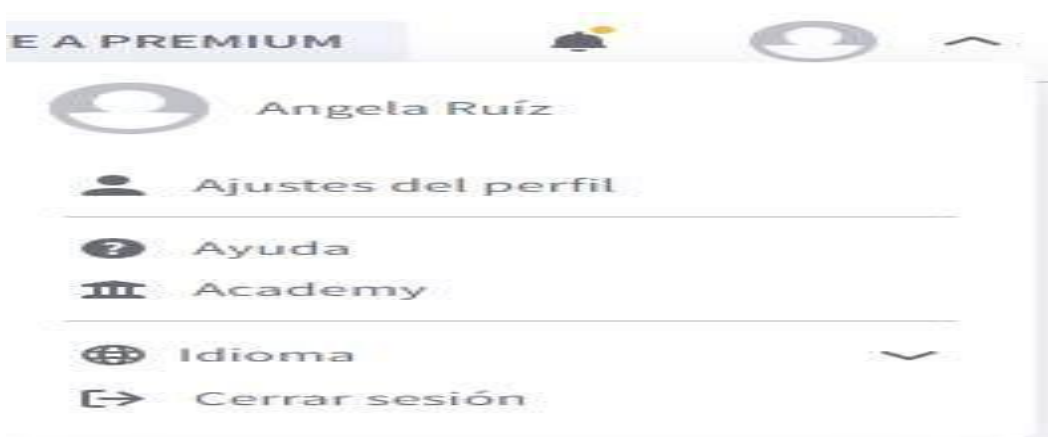 E A PREMIUM
Angela Ruíz
Ajustes del perfil
Ayuda
Academy
Idioma
Cerrar sesión